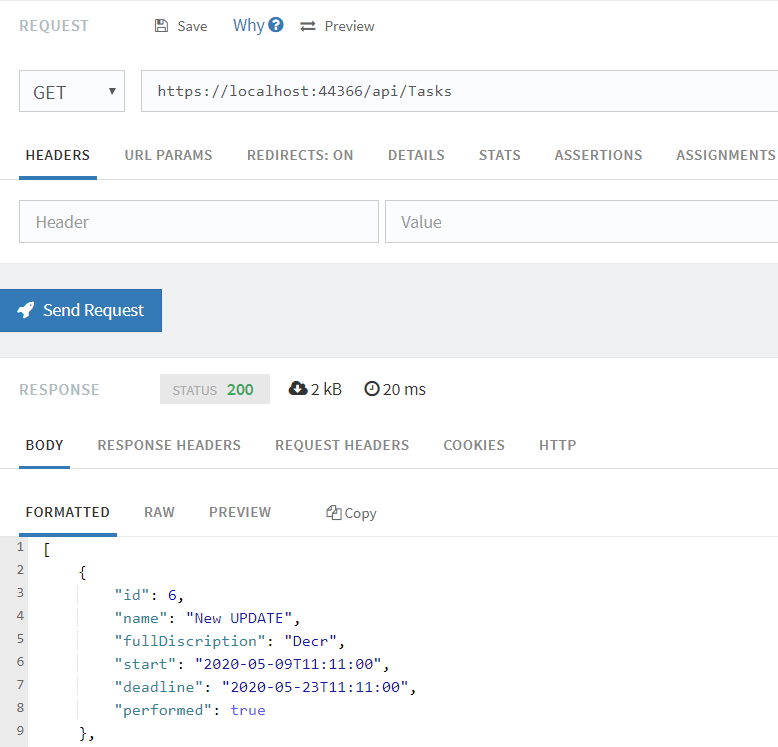 REQUEST Save Why ? Preview
GET ▼ https://localhost:44366/api/Tasks
HEADERS URL PARAMS REDIRECTS: ON DETAILS STATS ASSERTIONS ASSIGNMENTS
Header Value
Send Request
RESPONSE STATUS 200 2 kB 20 ms
BODY RESPONSE HEADERS REQUEST HEADERS COOKIES HTTP
FORMATTED RAW PREVIEW Copy
1 [
2 {
3 "id": 6,
4 "name": "New UPDATE",
5 "fullDiscription": "Decr",
6 "start": "2020-05-09T11:11:00",
7 "deadline": "2020-05-23T11:11:00",
8 "performed": true
9 },